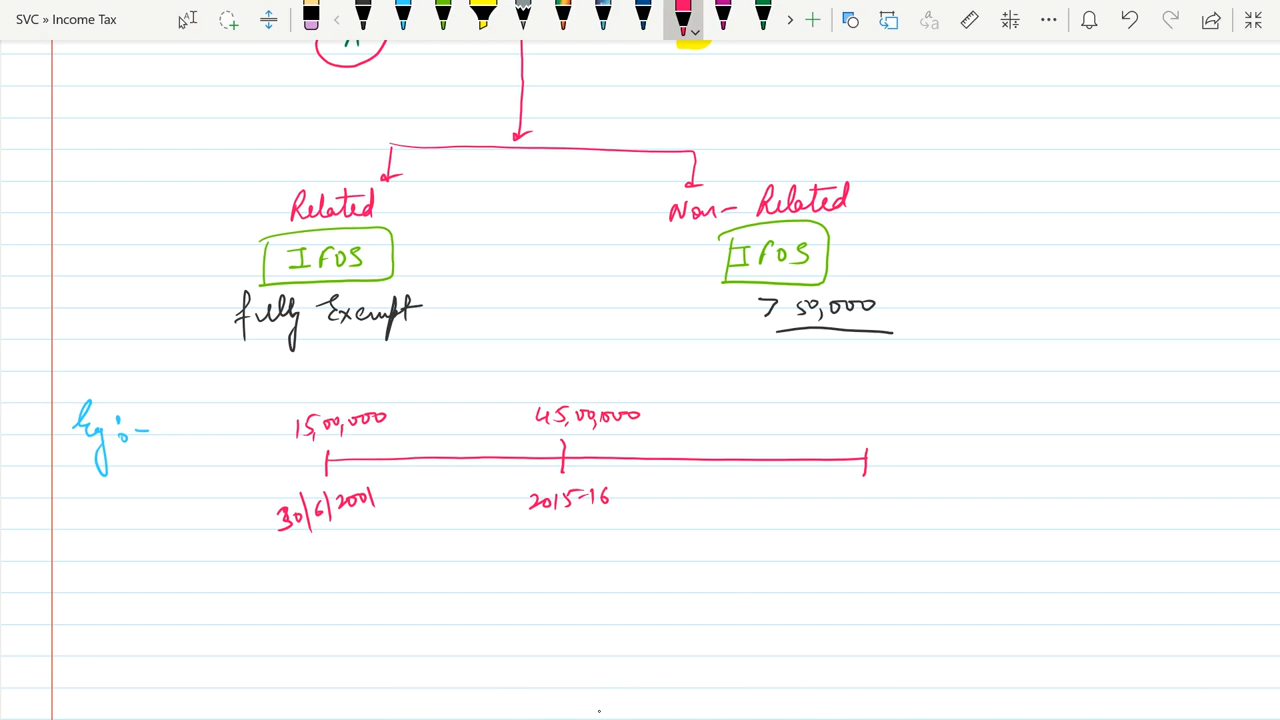 SVC » Income Tax
Related
Non- Related
IFOS
IFOS
fully Exempt
> 50,000
Eg :-
15,00,000
45,00,000
30/6/2001
2015-16